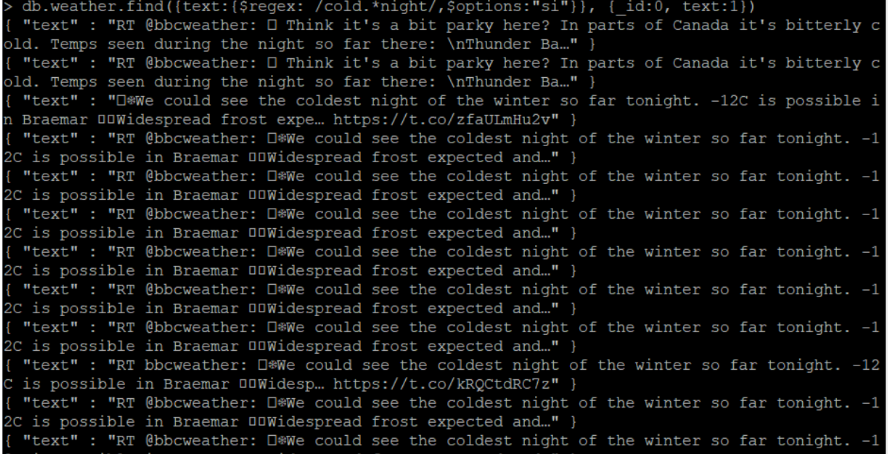 > db.weather.find({text:{$regex: /cold.*night/,$options:"si"}}, {_id:0, text:1})
{ "text" : "RT @bbcweather: □ Think it's a bit parky here? In parts of Canada it's bitterly c
old. Temps seen during the night so far there: \nThunder Ba…" }
{ "text" : "RT @bbcweather: □ Think it's a bit parky here? In parts of Canada it's bitterly c
old. Temps seen during the night so far there: \nThunder Ba…" }
{ "text" : "□❄We could see the coldest night of the winter so far tonight. -12C is possible i
n Braemar □□Widespread frost expe… https://t.co/zfaULmHu2v" }
{ "text" : "RT @bbcweather: □❄We could see the coldest night of the winter so far tonight. -1
2C is possible in Braemar □□Widespread frost expected and…" }
{ "text" : "RT @bbcweather: □❄We could see the coldest night of the winter so far tonight. -1
2C is possible in Braemar □□Widespread frost expected and…" }
{ "text" : "RT @bbcweather: □❄We could see the coldest night of the winter so far tonight. -1
2C is possible in Braemar □□Widespread frost expected and…" }
{ "text" : "RT @bbcweather: □❄We could see the coldest night of the winter so far tonight. -1
2C is possible in Braemar □□Widespread frost expected and…" }
{ "text" : "RT @bbcweather: □❄We could see the coldest night of the winter so far tonight. -1
2C is possible in Braemar □□Widespread frost expected and…" }
{ "text" : "RT @bbcweather: □❄We could see the coldest night of the winter so far tonight. -1
2C is possible in Braemar □□Widespread frost expected and…" }
{ "text" : "RT bbcweather: □❄We could see the coldest night of the winter so far tonight. -12
C is possible in Braemar □□Widesp… https://t.co/kRQCtdRC7z" }
{ "text" : "RT @bbcweather: □❄We could see the coldest night of the winter so far tonight. -1
2C is possible in Braemar □□Widespread frost expected and…" }
{ "text" : "RT @bbcweather: □❄We could see the coldest night of the winter so far tonight. -1